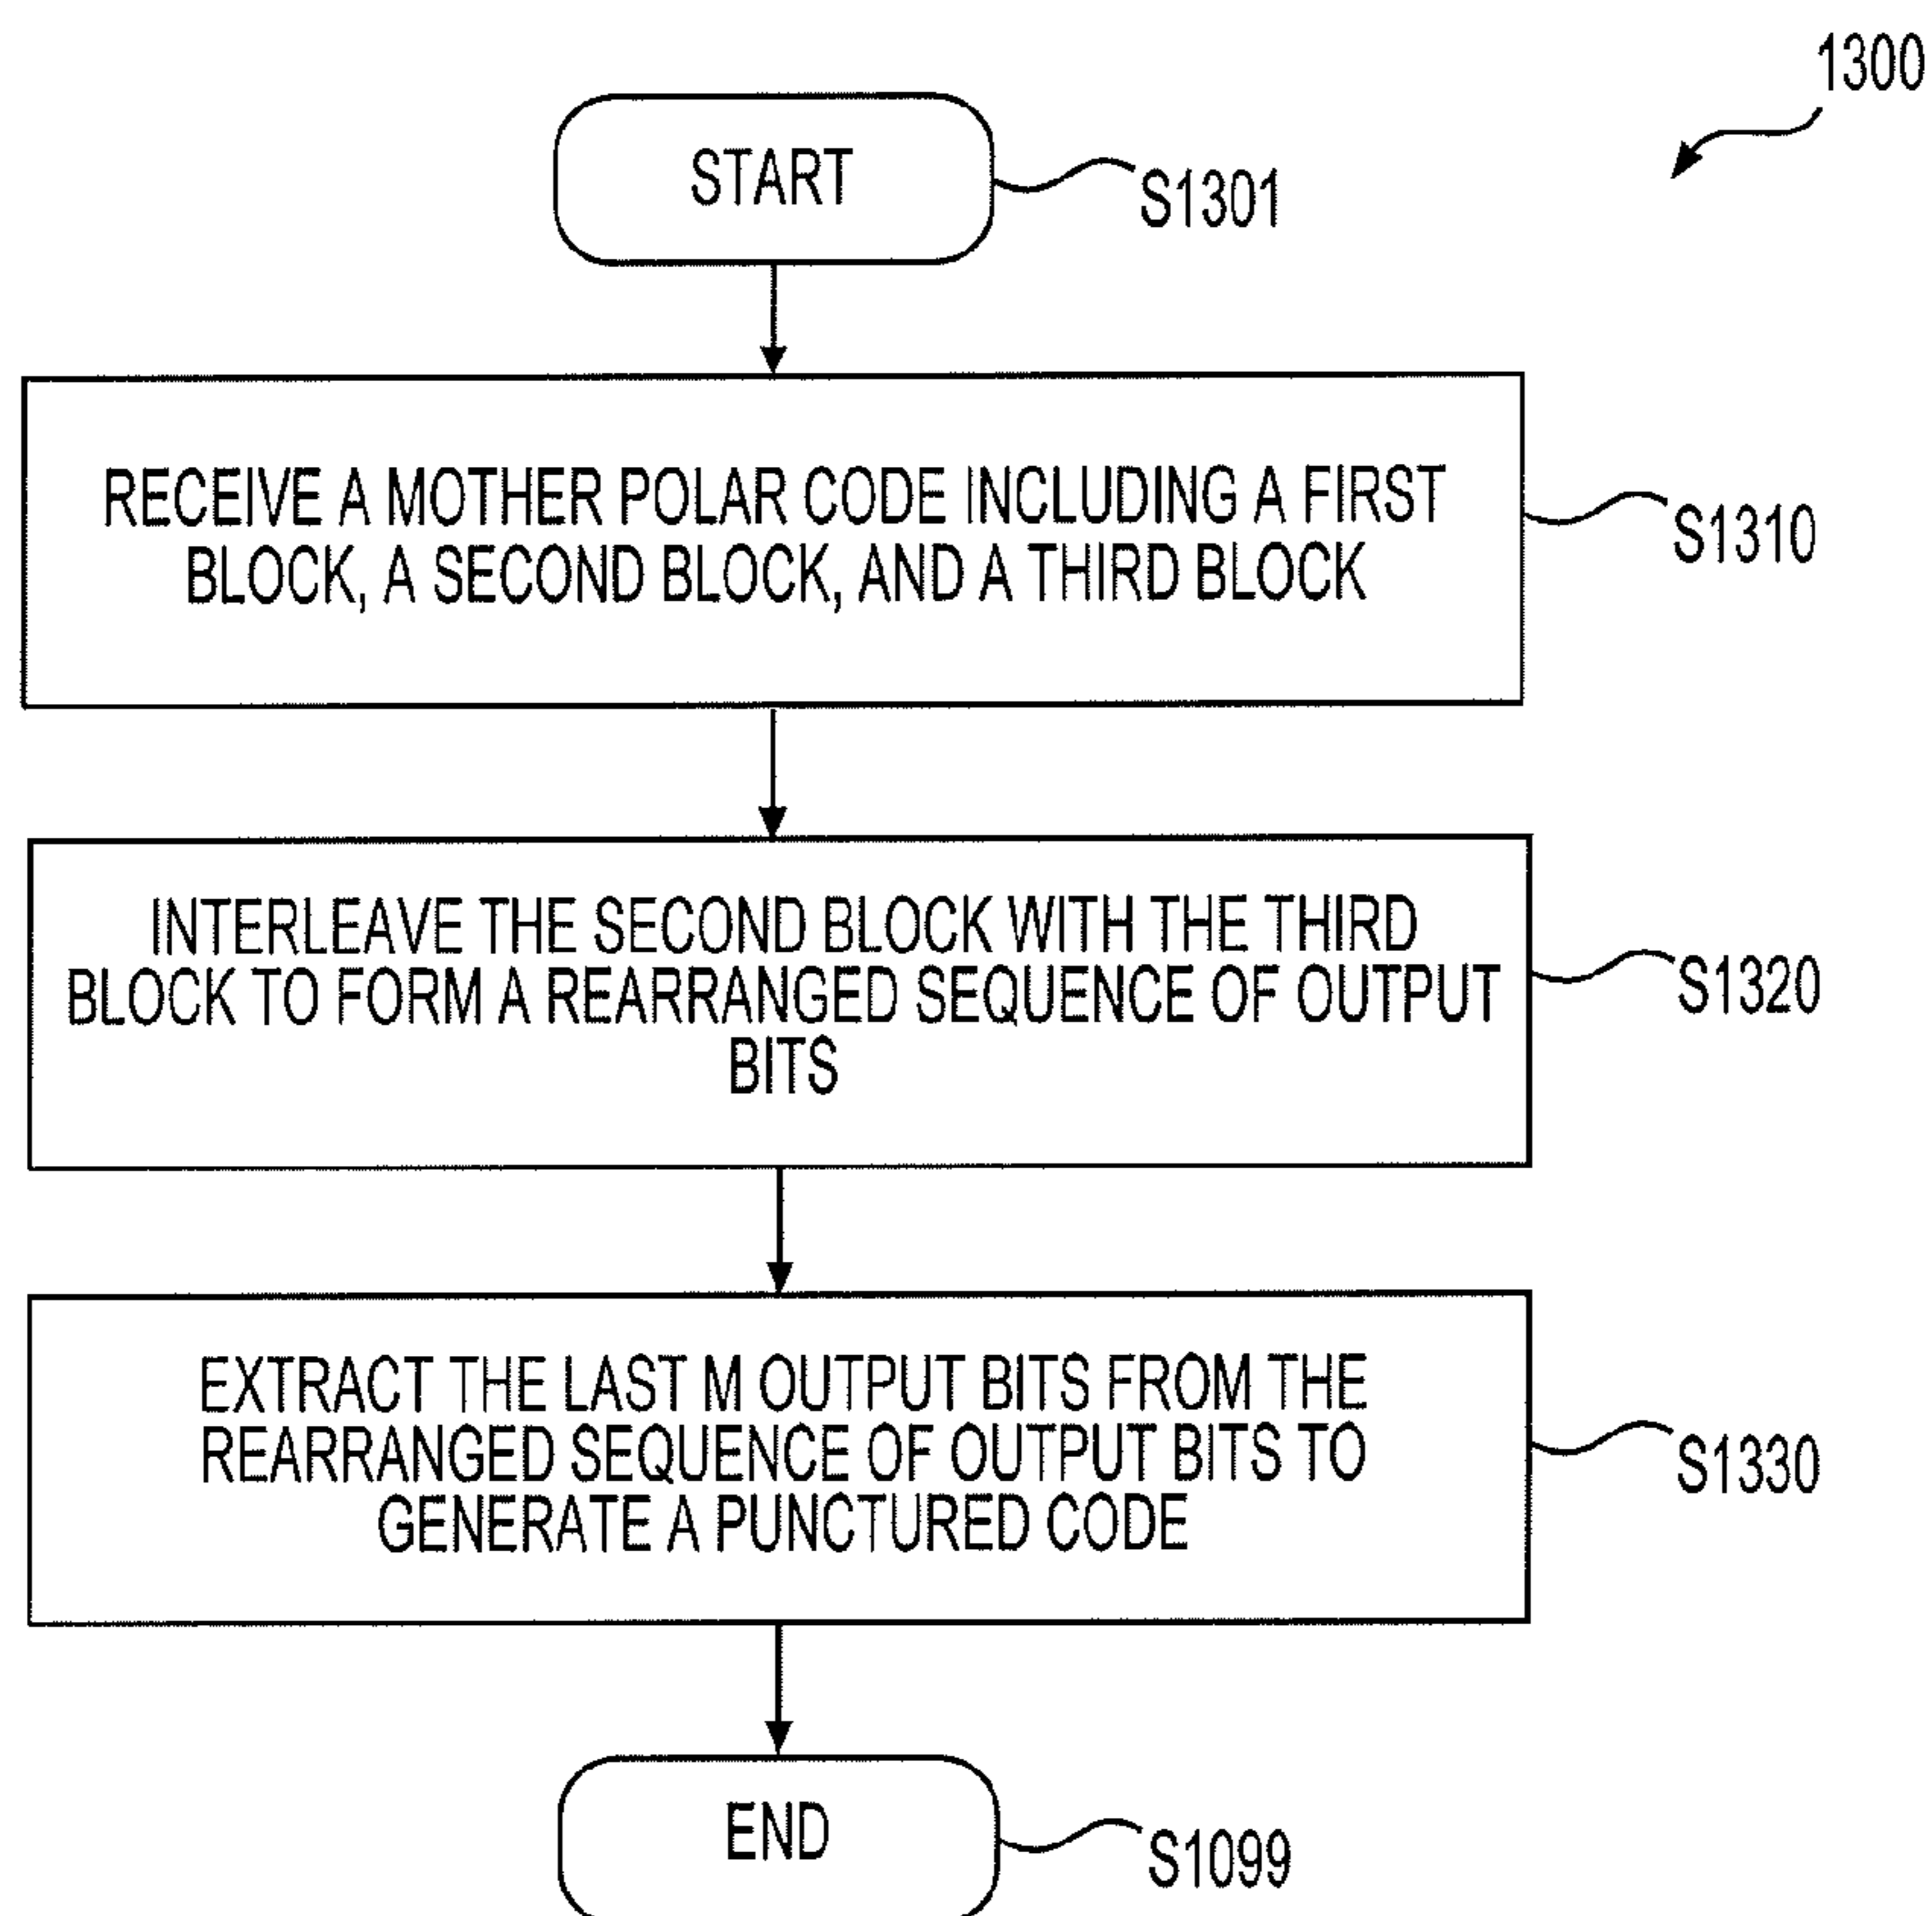 1300
START
S1301
RECEIVE A MOTHER POLAR CODE INCLUDING A FIRST
BLOCK, A SECOND BLOCK, AND A THIRD BLOCK
S1310
INTERLEAVE THE SECOND BLOCK WITH THE THIRD
BLOCK TO FORM A REARRANGED SEQUENCE OF OUTPUT
BITS
S1320
EXTRACT THE LAST M OUTPUT BITS FROM THE
REARRANGED SEQUENCE OF OUTPUT BITS TO
GENERATE A PUNCTURED CODE
S1330
END
S1099